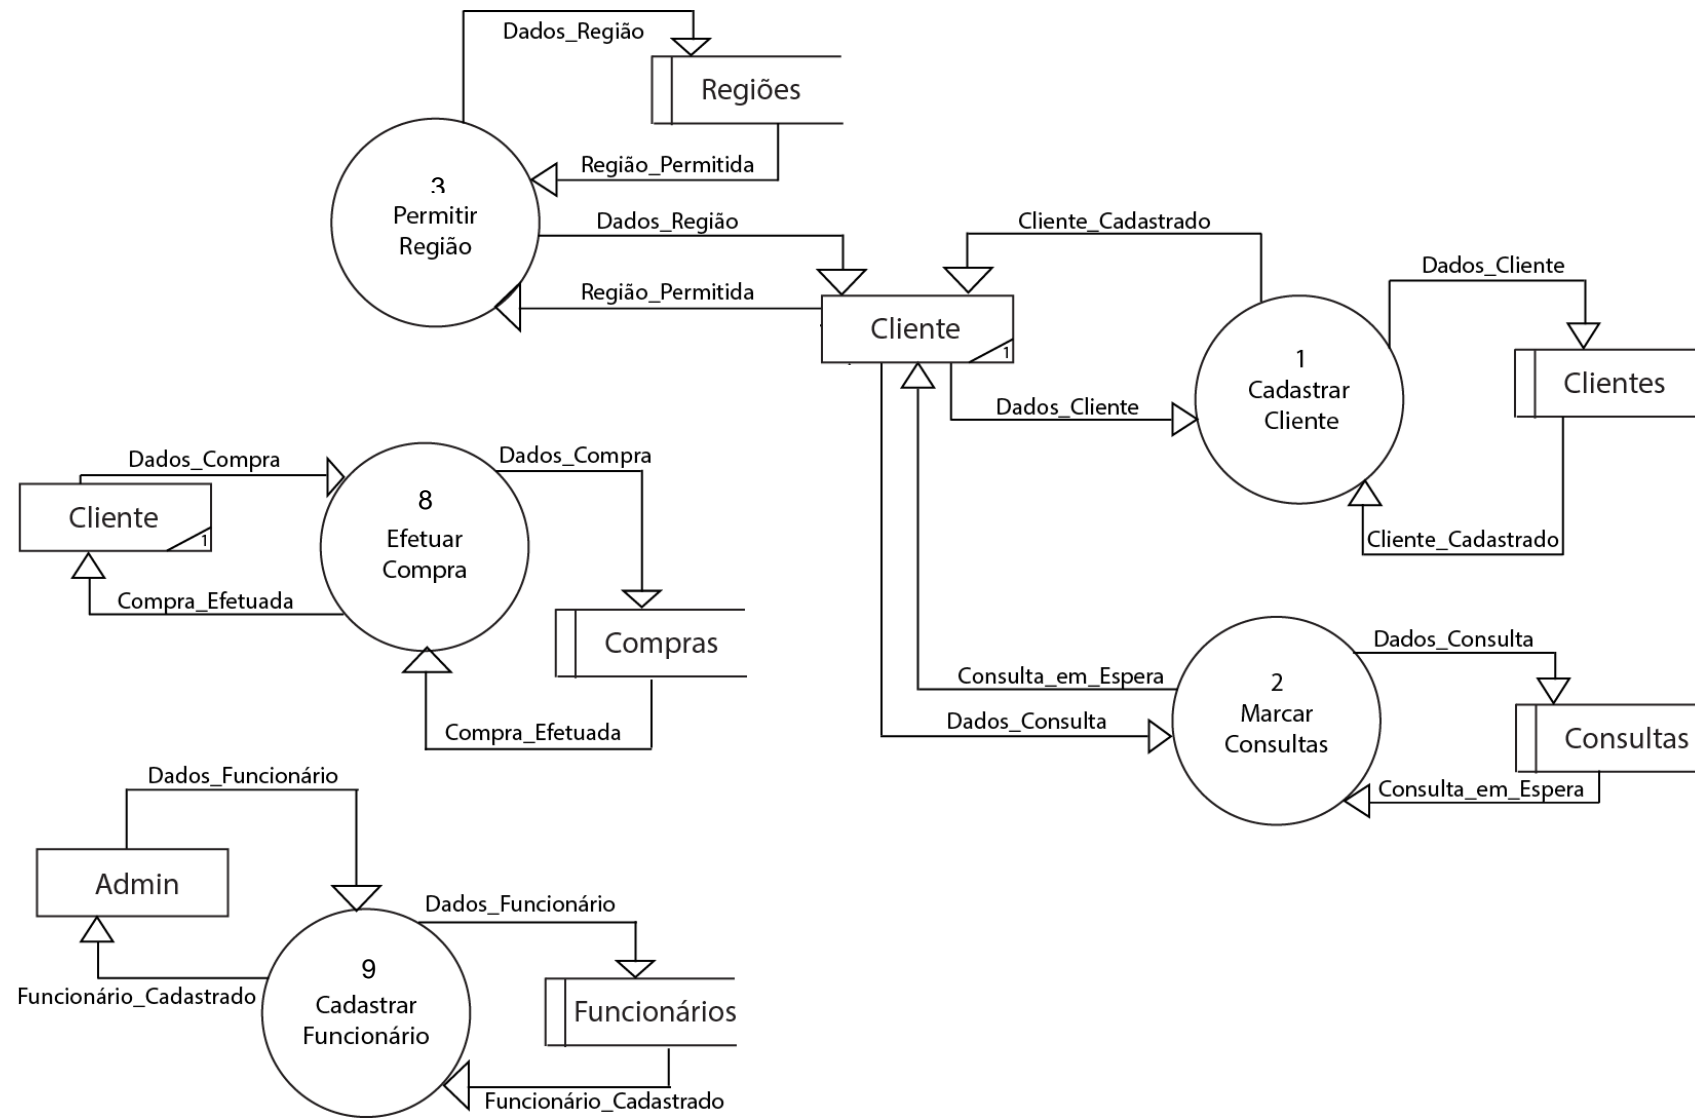 Dados_Região
Regiões
Região_Permitida
3
Permitir
Região
Dados_Região
Região_Permitida
Cliente_Cadastrado
Dados_Cliente
Cliente
1
1
Cadastrar
Cliente
Clientes
Dados_Cliente
Cliente_Cadastrado
Dados_Compra
Dados_Compra
Cliente
1
8
Efetuar
Compra
Compra_Efetuada
Compras
Compra_Efetuada
Dados_Consulta
Consulta_em_Espera
2
Marcar
Consultas
Dados_Consulta
Consultas
Consulta_em_Espera
Dados_Funcionário
Admin
Dados_Funcionário
9
Cadastrar
Funcionário
Funcionário_Cadastrado
Funcionários
Funcionário_Cadastrado